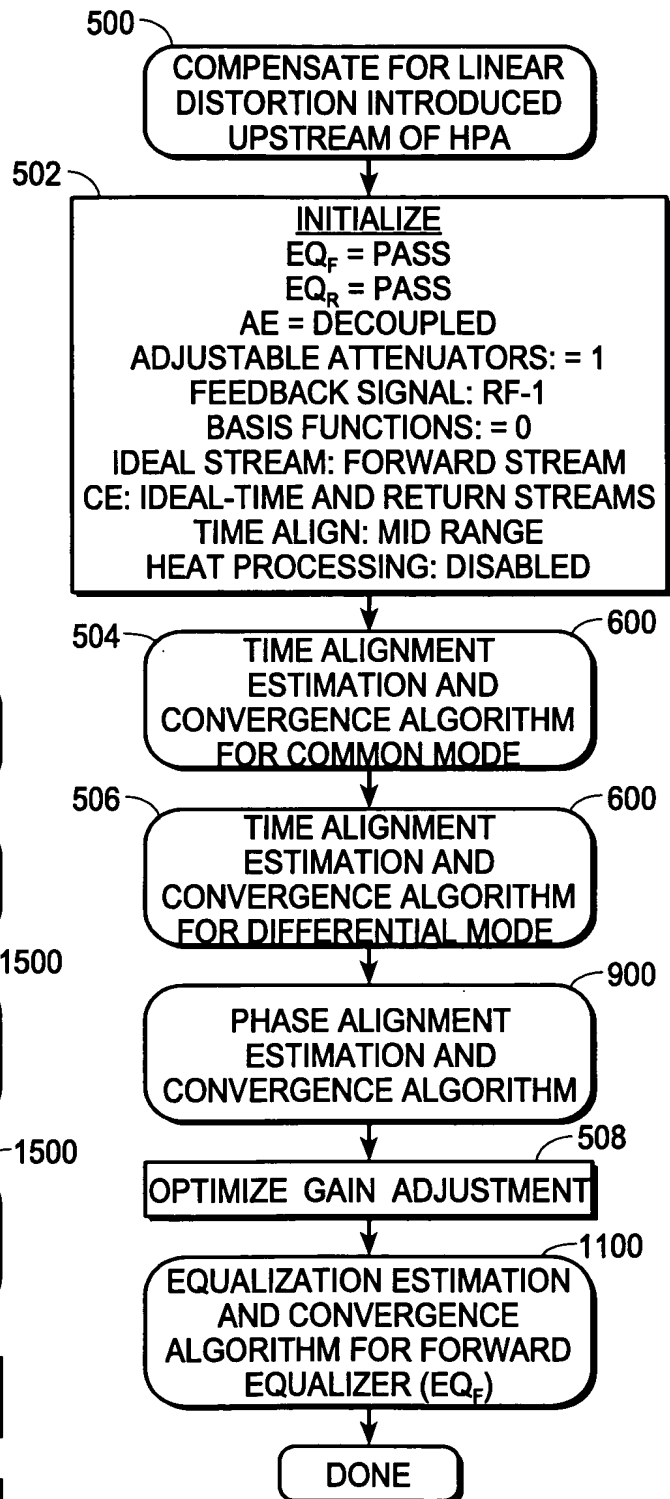 500
COMPENSATE FOR LINEAR
DISTORTION INTRODUCED
UPSTREAM OF HPA
502
INITIALIZE
EQF = PASS
EQR = PASS
AE = DECOUPLED
ADJUSTABLE ATTENUATORS: = 1
FEEDBACK SIGNAL: RF-1
BASIS FUNCTIONS: = 0
IDEAL STREAM: FORWARD STREAM
CE: IDEAL-TIME AND RETURN STREAMS
TIME ALIGN: MID RANGE
HEAT PROCESSING: DISABLED
504
600
TIME ALIGNMENT
ESTIMATION AND
CONVERGENCE ALGORITHM
FOR COMMON MODE
506
600
TIME ALIGNMENT
ESTIMATION AND
CONVERGENCE ALGORITHM
FOR DIFFERENTIAL MODE
1500
900
PHASE ALIGNMENT
ESTIMATION AND
CONVERGENCE ALGORITHM
1500
508
OPTIMIZE GAIN ADJUSTMENT
1100
EQUALIZATION ESTIMATION
AND CONVERGENCE
ALGORITHM FOR FORWARD
EQUALIZER (EQF)
DONE